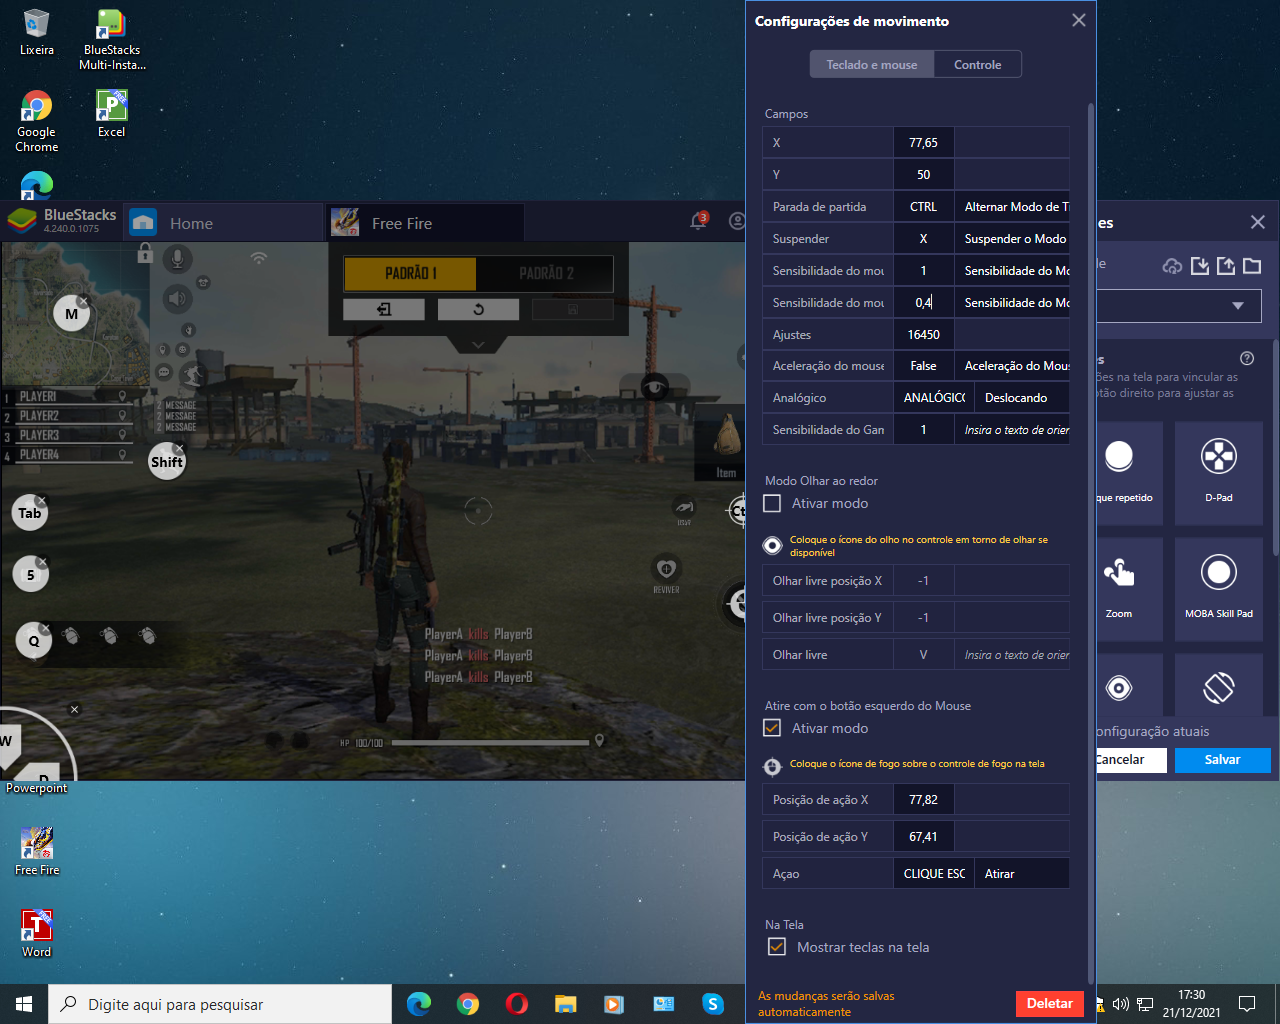 Lixeira
BlueStacks
Multi-Insta...
Google
Chrome
Excel
BlueStacks
4.240.0.1075
Home
Free Fire
3
PADRÃO 1
PADRÃO 2
M
1 PLAYER1
2 PLAYER2
3 PLAYER3
4 PLAYER4
2 MESSAGE
2 MESSAGE
2 MESSAGE
Shift
Tab
5
Q
W
D
Item
REVIVER
PlayerA kills PlayerB
PlayerA kills PlayerB
PlayerA kills PlayerB
HP 100/100
Powerpoint
Free Fire
Word
Configurações de movimento
Teclado e mouse
Controle
Campos
X 77,65
Y 50
Parada de partida CTRL Alternar Modo de T
Suspender X Suspender o Modo
Sensibilidade do mou 1 Sensibilidade do Mo
Sensibilidade do mou 0,4 Sensibilidade do Mo
Ajustes 16450
Aceleração do mouse False Aceleração do Mous
Analógico ANALÓGICO Deslocando
Sensibilidade do Gan 1 Insira o texto de orier
Modo Olhar ao redor
Ativar modo
Coloque o ícone do olho no controle em torno de olhar se
disponível
Olhar livre posição X -1
Olhar livre posição Y -1
Olhar livre V Insira o texto de orier
Atire com o botão esquerdo do Mouse
Ativar modo
Coloque o ícone de fogo sobre o controle de fogo na tela
Posição de ação X 77,82
Posição de ação Y 67,41
Açao CLIQUE ESC Atirar
Na Tela
Mostrar teclas na tela
As mudanças serão salvas
automaticamente
Deletar
es
le
es
ões na tela para vincular as
otão direito para ajustar as
que repetido
D-Pad
Zoom
MOBA Skill Pad
onfiguração atuais
Cancelar
Salvar
Digite aqui para pesquisar
17:30
21/12/2021